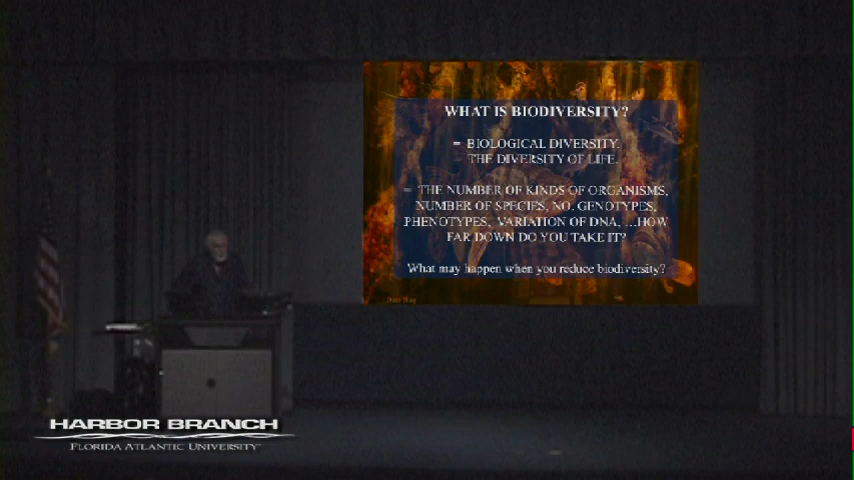 WHAT IS BIODIVERSITY?
= BIOLOGICAL DIVERSITY.
THE DIVERSITY OF LIFE.
= THE NUMBER OF KINDS OF ORGANISMS,
NUMBER OF SPECIES, NO. GENOTYPES,
PHENOTYPES, VARIATION OF DNA, ...HOW
FAR DOWN DO YOU TAKE IT?
What may happen when you reduce biodiversity?
HARBOR BRANCH
FLORIDA ATLANTIC UNIVERSITY